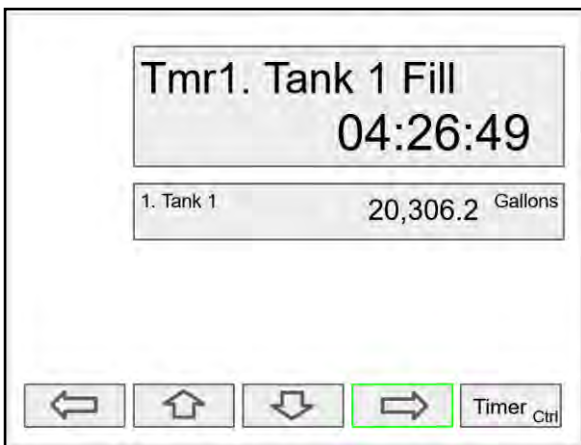 Tmr1. Tank 1 Fill
04:26:49
1. Tank 1 20,306.2 Gallons
Timer Ctrl